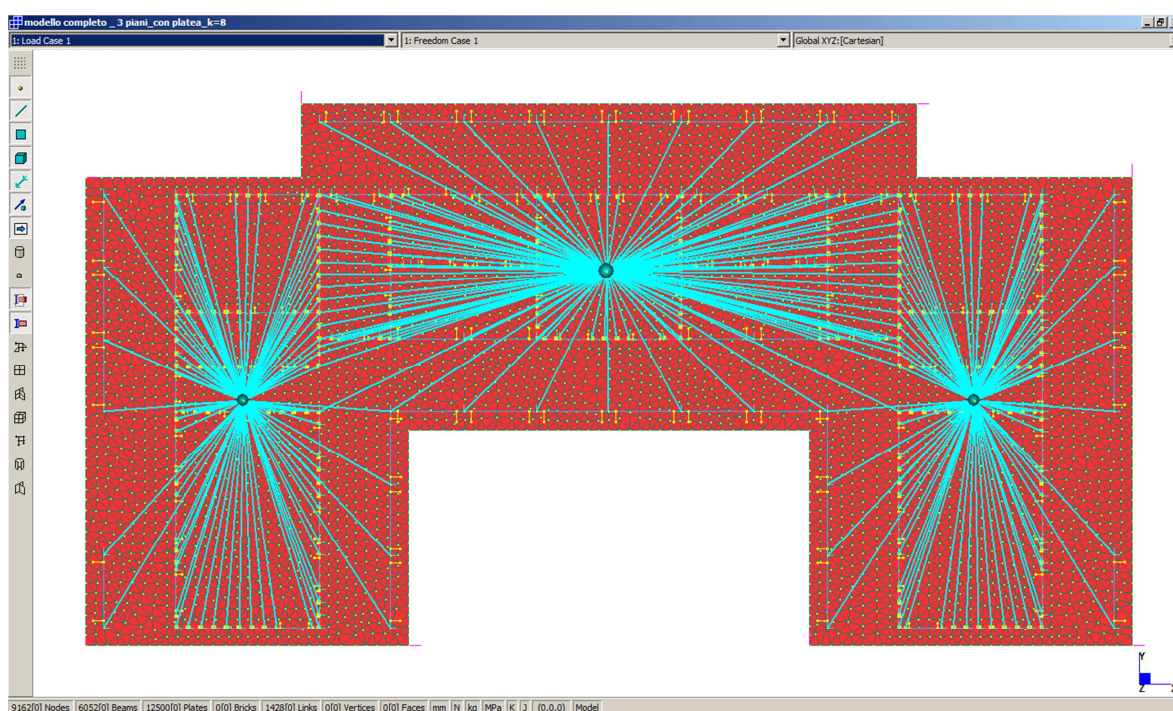 modello completo _ 3 piani_con platea_k=8
1: Load Case 1 1: Freedom Case 1 Global XYZ:[Cartesian]
Y
Z X
9162[0] Nodes 6052[0] Beams 12500[0] Plates 0[0] Bricks 1428[0] Links 0[0] Vertices 0[0] Faces mm N kg MPa K J (0,0,0) Model